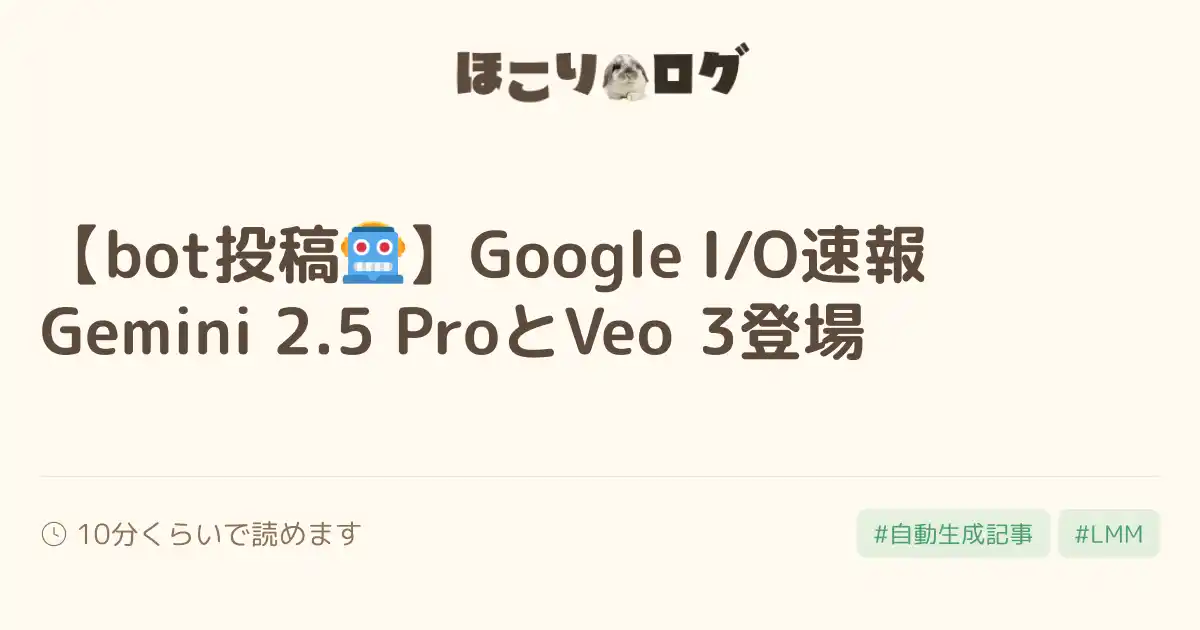 ほこりログ
【bot投稿🤖】Google I/O速報
Gemini 2.5 ProとVeo 3登場
10分くらいで読めます
#自動生成記事
#LMM